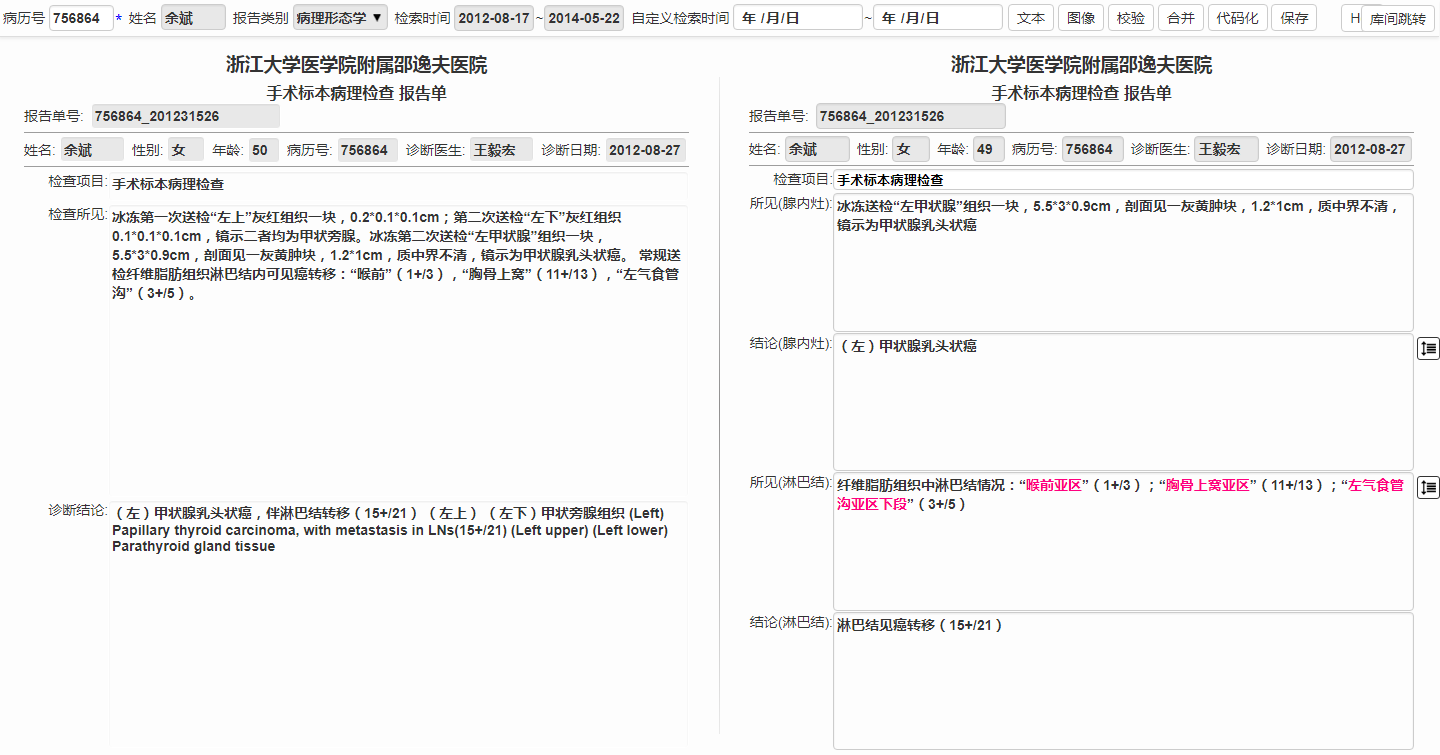 病历号 756864 * 姓名 余斌 报告类别 病理形态学 ▼ 检索时间 2012-08-17 ~ 2014-05-22 自定义检索时间 年 /月/日 ~ 年 /月/日 文本 图像 校验 合并 代码化 保存 H 库间跳转
浙江大学医学院附属邵逸夫医院
手术标本病理检查 报告单
报告单号: 756864_201231526
姓名: 余斌 性别: 女 年龄: 50 病历号: 756864 诊断医生: 王毅宏 诊断日期: 2012-08-27
检查项目: 手术标本病理检查
检查所见: 冰冻第一次送检“左上”灰红组织一块，0.2*0.1*0.1cm；第二次送检“左下”灰红组织
0.1*0.1*0.1cm，镜示二者均为甲状旁腺。冰冻第二次送检“左甲状腺”组织一块，
5.5*3*0.9cm，剖面见一灰黄肿块，1.2*1cm，质中界不清，镜示为甲状腺乳头状癌。 常规送
检纤维脂肪组织淋巴结内可见癌转移：“喉前”（1+/3），“胸骨上窝”（11+/13），“左气食管
沟”（3+/5）。
诊断结论: （左）甲状腺乳头状癌，伴淋巴结转移（15+/21）（左上）（左下）甲状旁腺组织 (Left)
Papillary thyroid carcinoma, with metastasis in LNs(15+/21) (Left upper) (Left lower)
Parathyroid gland tissue
浙江大学医学院附属邵逸夫医院
手术标本病理检查 报告单
报告单号: 756864_201231526
姓名: 余斌 性别: 女 年龄: 49 病历号: 756864 诊断医生: 王毅宏 诊断日期: 2012-08-27
检查项目: 手术标本病理检查
所见(腺内灶): 冰冻送检“左甲状腺”组织一块，5.5*3*0.9cm，剖面见一灰黄肿块，1.2*1cm，质中界不清，
镜示为甲状腺乳头状癌
结论(腺内灶): （左）甲状腺乳头状癌
所见(淋巴结): 纤维脂肪组织中淋巴结情况：“喉前亚区”（1+/3）；“胸骨上窝亚区”（11+/13）；“左气食管
沟亚区下段”（3+/5）
结论(淋巴结): 淋巴结见癌转移（15+/21）